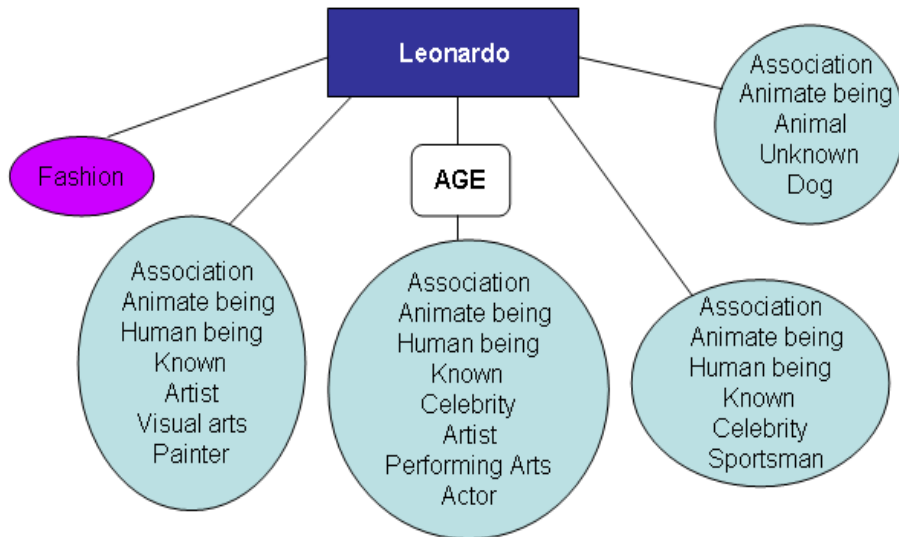 Leonardo
Fashion
AGE
Association
Animate being
Animal
Unknown
Dog
Association
Animate being
Human being
Known
Artist
Visual arts
Painter
Association
Animate being
Human being
Known
Celebrity
Artist
Performing Arts
Actor
Association
Animate being
Human being
Known
Celebrity
Sportsman